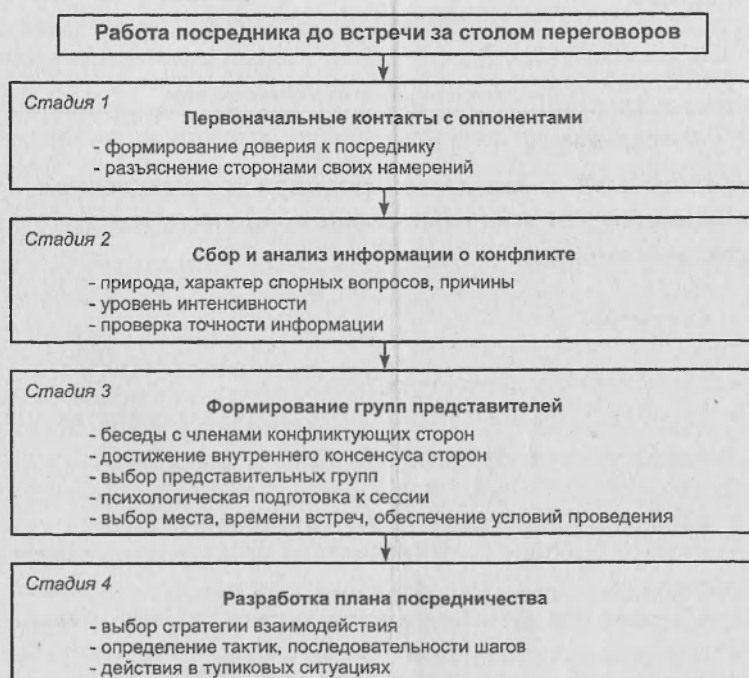 Работа посредника до встречи за столом переговоров
Стадия 1
Первоначальные контакты с оппонентами
- формирование доверия к посреднику
- разъяснение сторонами своих намерений
Стадия 2
Сбор и анализ информации о конфликте
- природа, характер спорных вопросов, причины
- уровень интенсивности
- проверка точности информации
Стадия 3
Формирование групп представителей
- беседы с членами конфликтующих сторон
- достижение внутреннего консенсуса сторон
- выбор представительных групп
- психологическая подготовка к сессии
- выбор места, времени встреч, обеспечение условий проведения
Стадия 4
Разработка плана посредничества
- выбор стратегии взаимодействия
- определение тактик, последовательности шагов
- действия в тупиковых ситуациях